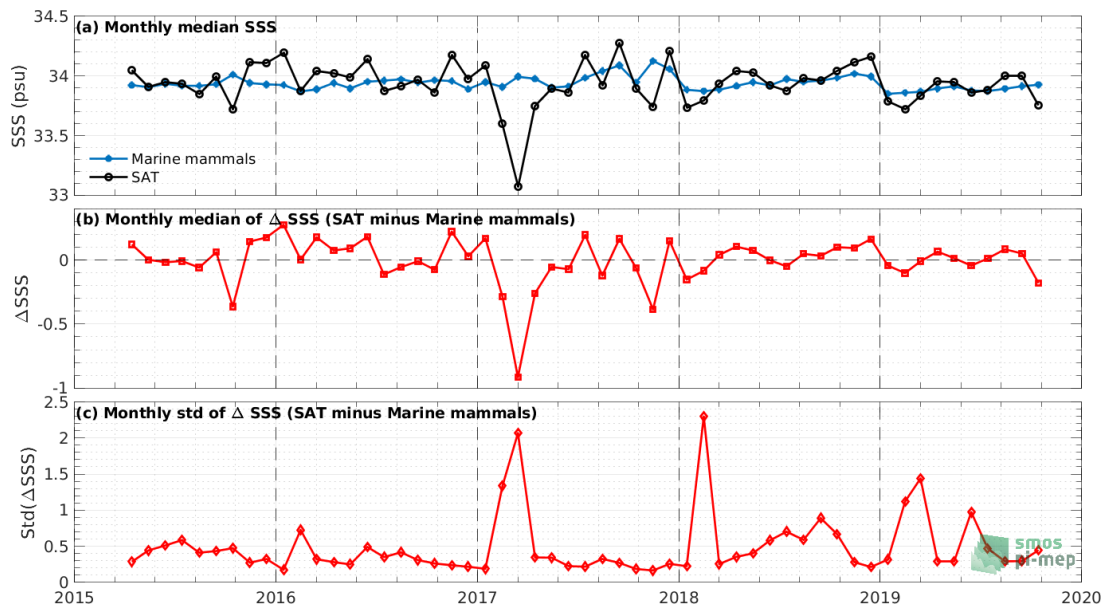 34.5
(a) Monthly median SSS
34
SSS (psu)
33.5
Marine mammals
SAT
33
(b) Monthly median of Δ SSS (SAT minus Marine mammals)
0
ΔSSS
-0.5
-1
2.5
(c) Monthly std of Δ SSS (SAT minus Marine mammals)
2
1.5
Std(ΔSSS)
1
0.5
0
smos
pi-mep
2015
2016
2017
2018
2019
2020